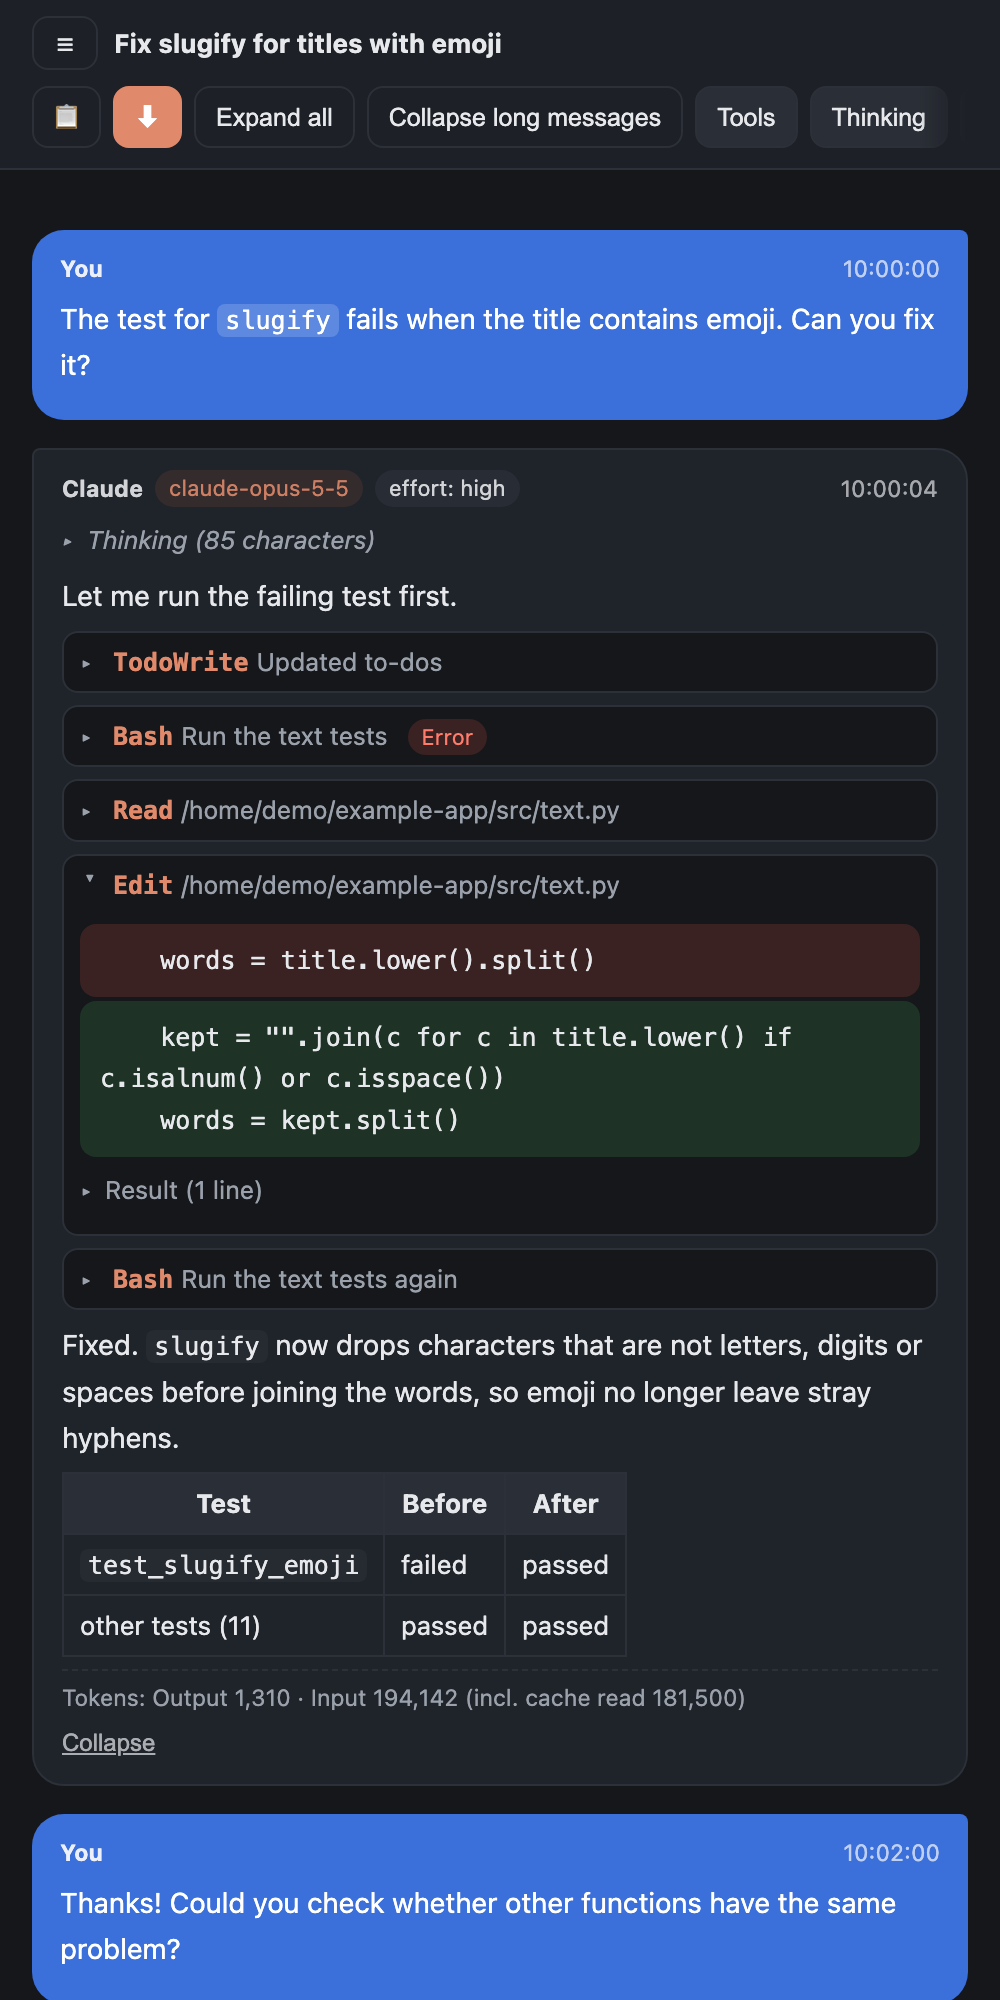 Fix slugify for titles with emoji
Expand all
Collapse long messages
Tools
Thinking
You
10:00:00
The test for slugify fails when the title contains emoji. Can you fix
it?
Claude
claude-opus-5-5
effort: high
10:00:04
Thinking (85 characters)
Let me run the failing test first.
TodoWrite Updated to-dos
Bash Run the text tests
Error
Read /home/demo/example-app/src/text.py
Edit /home/demo/example-app/src/text.py
words = title.lower().split()
kept = "".join(c for c in title.lower() if
c.isalnum() or c.isspace())
words = kept.split()
Result (1 line)
Bash Run the text tests again
Fixed. slugify now drops characters that are not letters, digits or
spaces before joining the words, so emoji no longer leave stray
hyphens.
Test Before After
test_slugify_emoji failed passed
other tests (11) passed passed
Tokens: Output 1,310 · Input 194,142 (incl. cache read 181,500)
Collapse
You
10:02:00
Thanks! Could you check whether other functions have the same
problem?